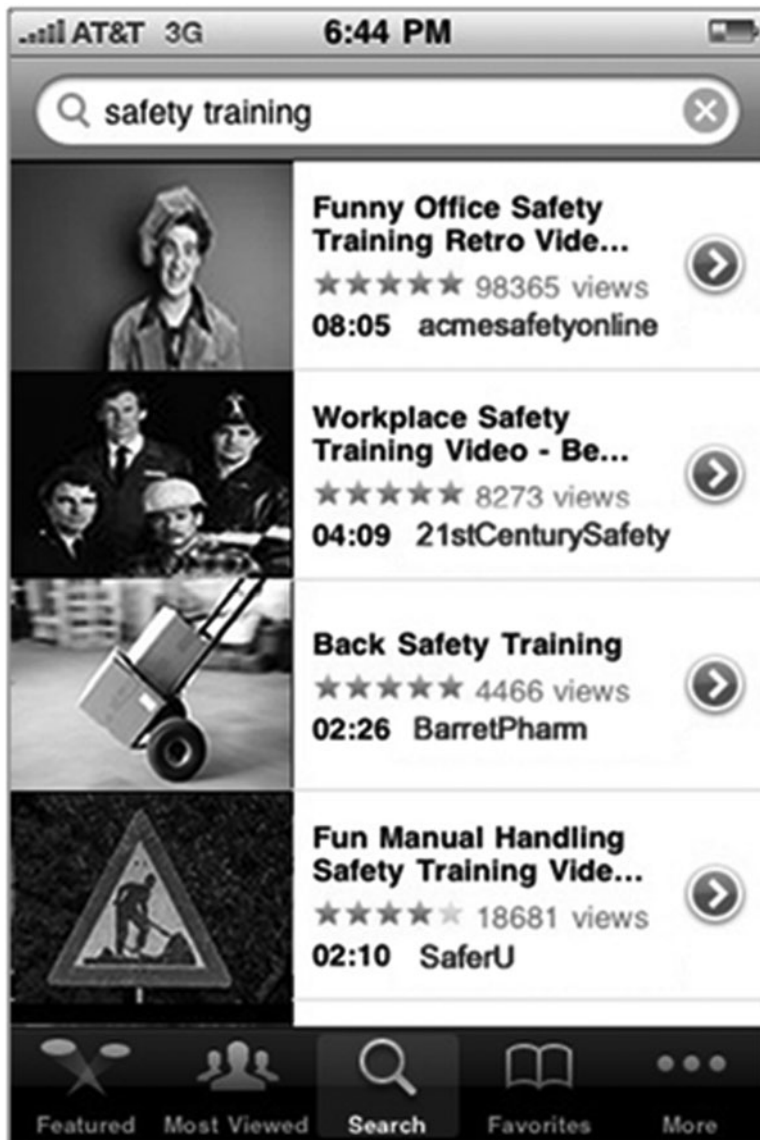 AT&T 3G 6:44 PM
safety training
Funny Office Safety
Training Retro Vide...
98365 views
08:05 acmesafetyonline
Workplace Safety
Training Video - Be...
8273 views
04:09 21stCenturySafety
Back Safety Training
4466 views
02:26 BarretPharm
Fun Manual Handling
Safety Training Vide...
18681 views
02:10 SaferU
Featured Most Viewed Search Favorites More